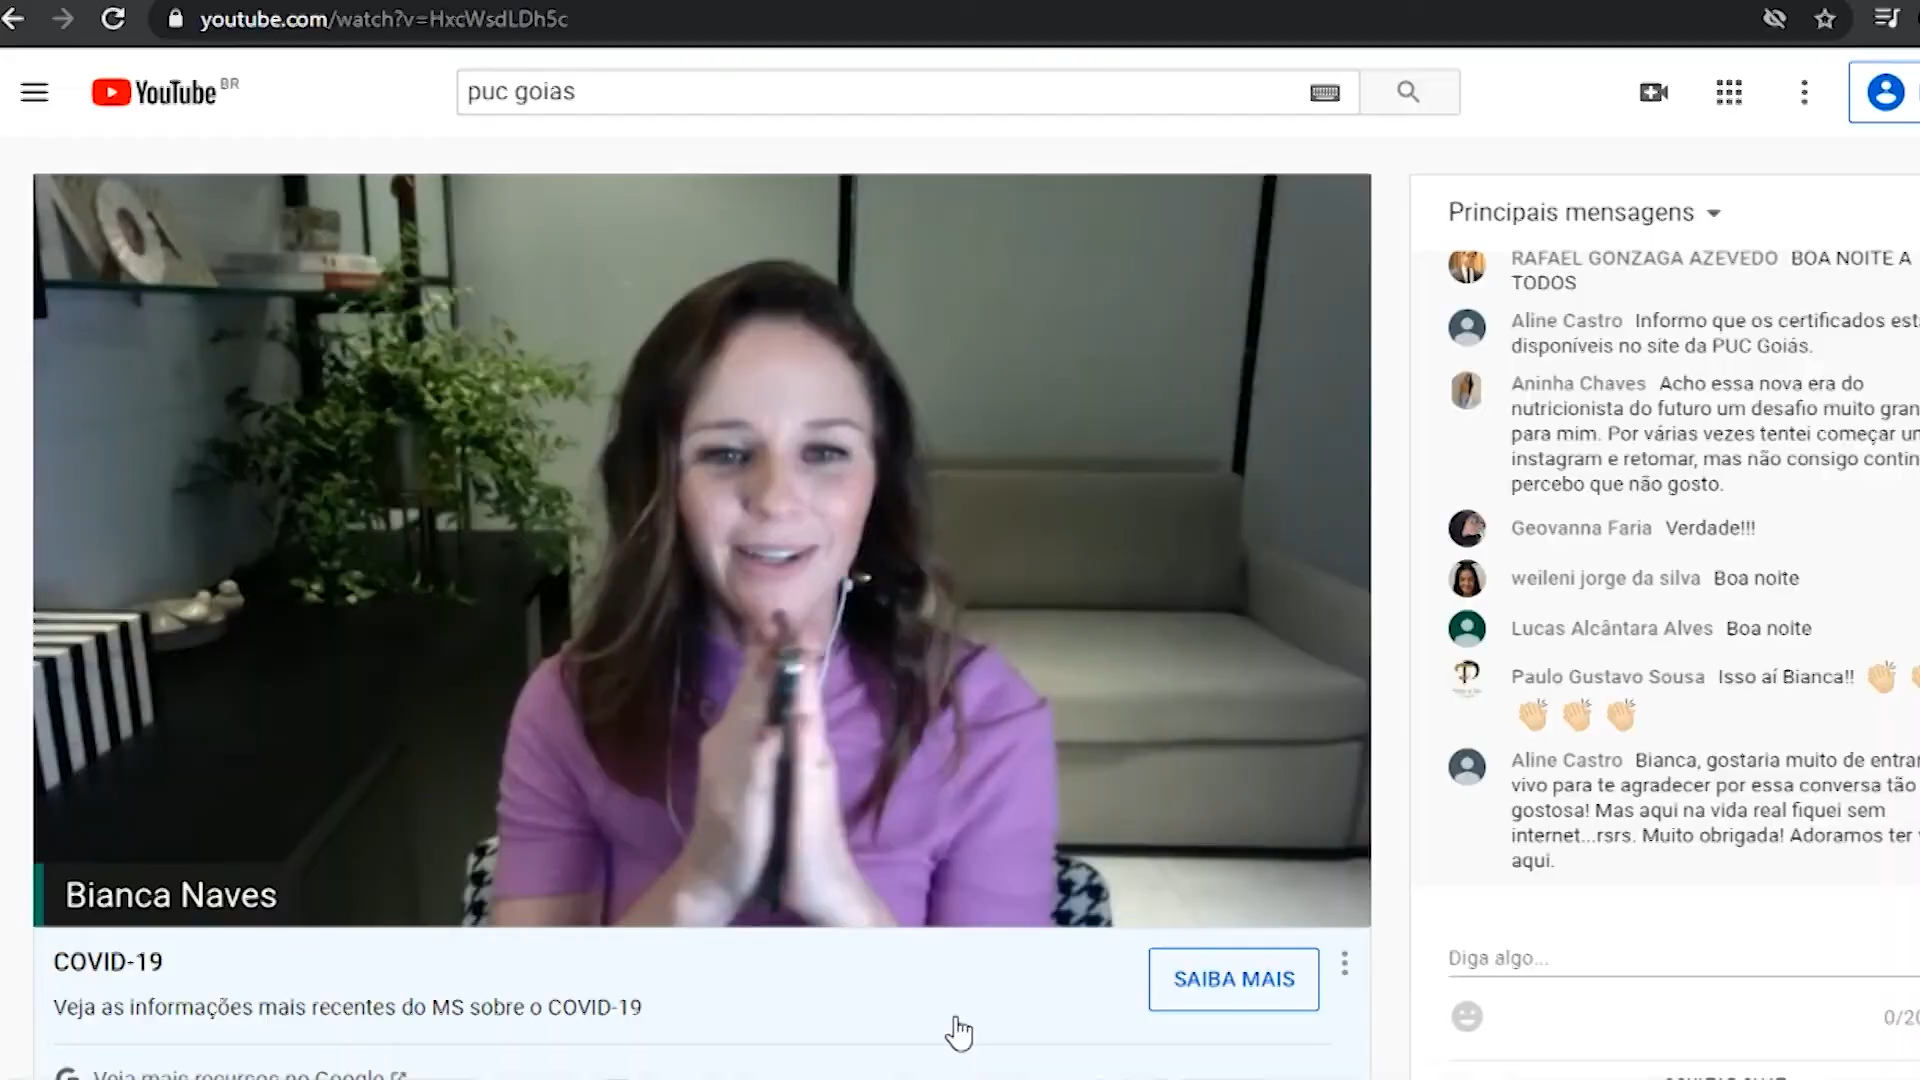 youtube.com/watch?v=HxcWsdLDh5c
YouTube BR
puc goias
Bianca Naves
COVID-19
Veja as informações mais recentes do MS sobre o COVID-19
SAIBA MAIS
Veja mais recursos no Google
Principais mensagens
RAFAEL GONZAGA AZEVEDO BOA NOITE A
TODOS
Aline Castro Informo que os certificados est
disponíveis no site da PUC Goiás.
Aninha Chaves Acho essa nova era do
nutricionista do futuro um desafio muito gran
para mim. Por várias vezes tentei começar
instagram e retomar, mas não consigo contin
percebo que não gosto.
Geovanna Faria Verdade!!!
weileni jorge da silva Boa noite
Lucas Alcântara Alves Boa noite
Paulo Gustavo Sousa Isso aí Bianca!!
Aline Castro Bianca, gostaria muito de entrar
vivo para te agradecer por essa conversa tão
gostosa! Mas aqui na vida real fiquei sem
internet...rsrs. Muito obrigada! Adoramos ter
aqui.
Diga algo...
0/20